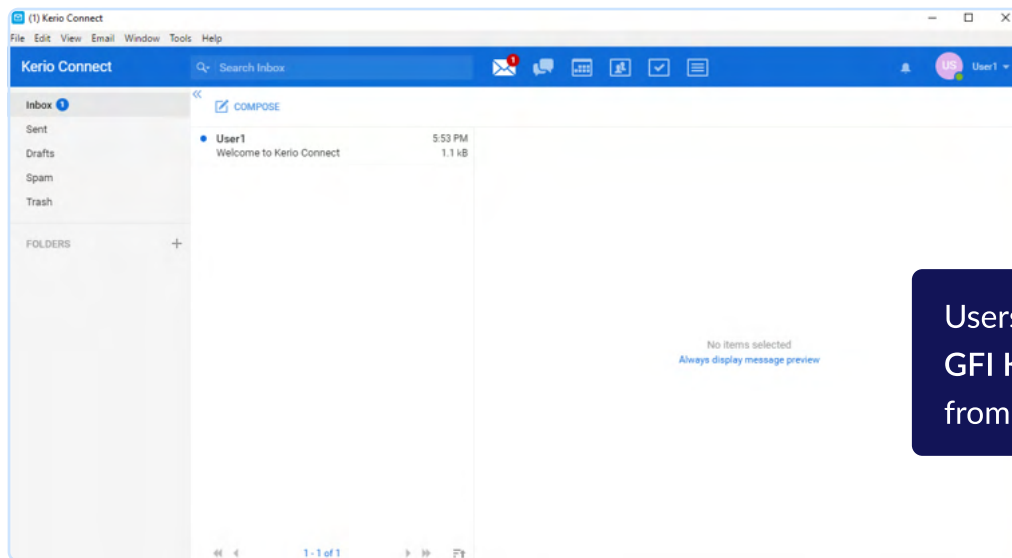 (1) Kerio Connect
File Edit View Email Window Tools Help
Kerio Connect
Search Inbox
1
US
User1
Inbox 1
Sent
Drafts
Spam
Trash
FOLDERS
COMPOSE
User1 5:53 PM
Welcome to Kerio Connect 1.1 kB
No items selected
Always display message preview
1 - 1 of 1
Users
GFI
from